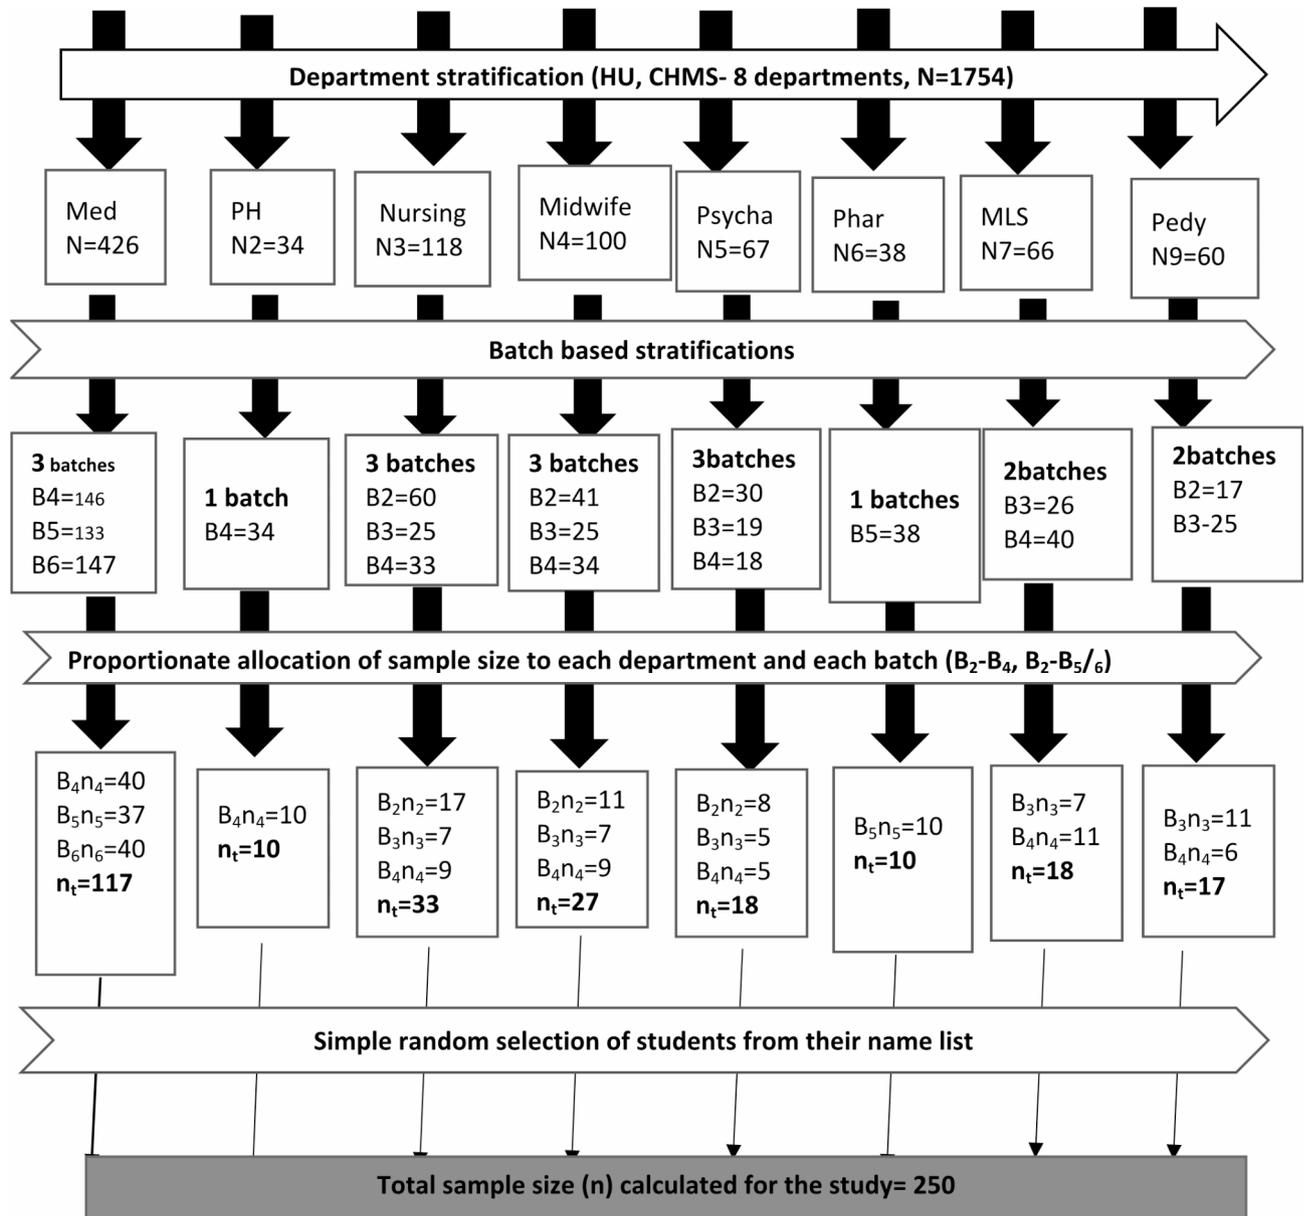 Department stratification (HU, CHMS- 8 departments, N=1754)
Med
N=426
PH
N2=34
Nursing
N3=118
Midwife
N4=100
Psycha
N5=67
Phar
N6=38
MLS
N7=66
Pedy
N9=60
Batch based stratifications
3 batches
B4=146
B5=133
B6=147
1 batch
B4=34
3 batches
B2=60
B3=25
B4=33
3 batches
B2=41
B3=25
B4=34
3batches
B2=30
B3=19
B4=18
1 batches
B5=38
2batches
B3=26
B4=40
2batches
B2=17
B3-25
Proportionate allocation of sample size to each department and each batch (B₂-B₄, B₂-B₅/₆)
B₄n₄=40
B₅n₅=37
B₆n₆=40
nₜ=117
B₄n₄=10
nₜ=10
B₂n₂=17
B₃n₃=7
B₄n₄=9
nₜ=33
B₂n₂=11
B₃n₃=7
B₄n₄=9
nₜ=27
B₂n₂=8
B₃n₃=5
B₄n₄=5
nₜ=18
B₅n₅=10
nₜ=10
B₃n₃=7
B₄n₄=11
nₜ=18
B₃n₃=11
B₄n₄=6
nₜ=17
Simple random selection of students from their name list
Total sample size (n) calculated for the study= 250